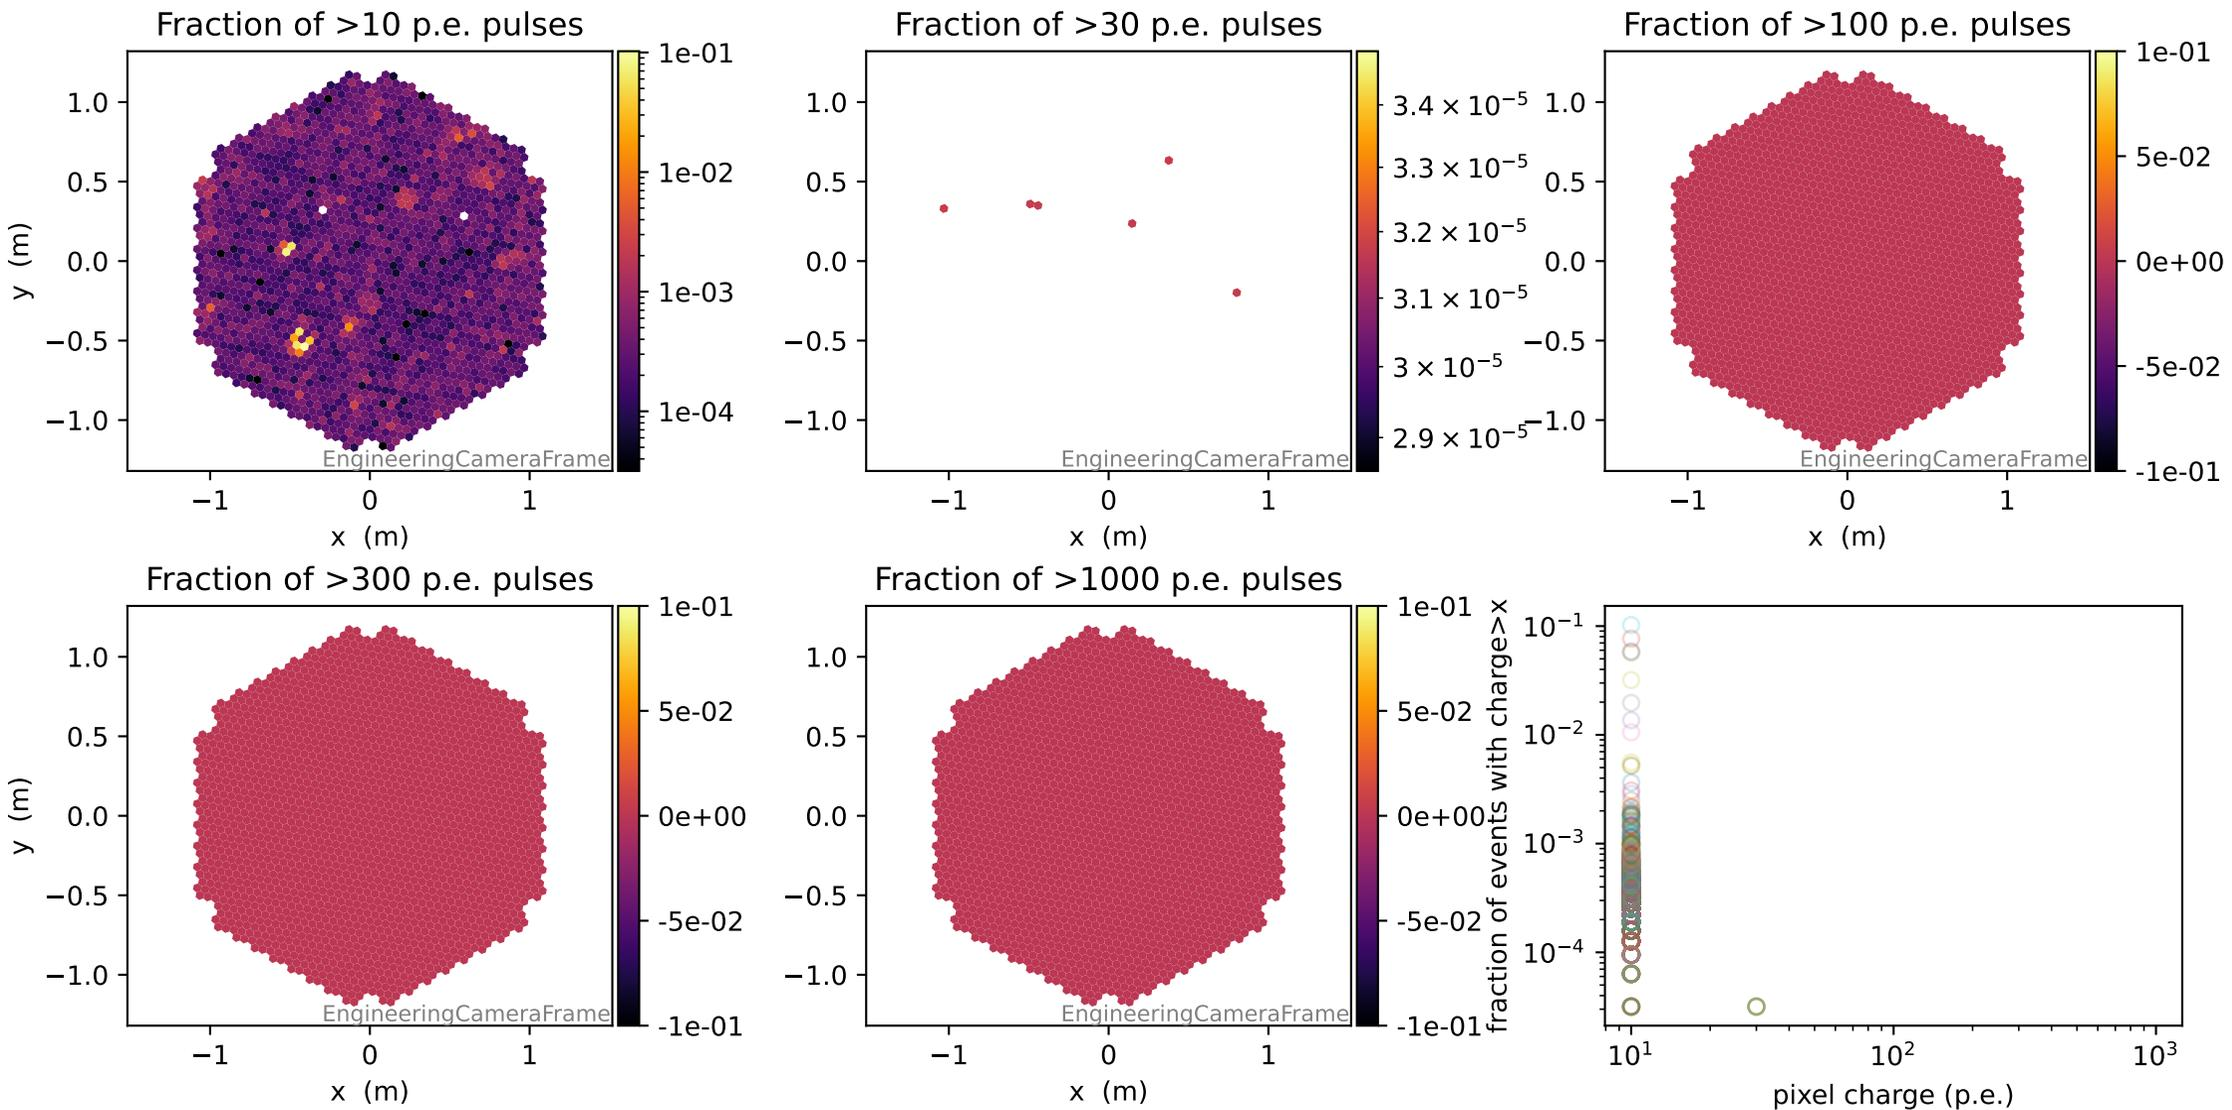 Fraction of >10 p.e. pulses
1.0
0.5
0.0
−0.5
−1.0
y (m)
−1
0
1
x (m)
EngineeringCameraFrame
1e-01
1e-02
1e-03
1e-04
Fraction of >30 p.e. pulses
1.0
0.5
0.0
−0.5
−1.0
−1
0
1
x (m)
EngineeringCameraFrame
3.4 × 10⁻⁵
3.3 × 10⁻⁵
3.2 × 10⁻⁵
3.1 × 10⁻⁵
3 × 10⁻⁵
2.9 × 10⁻⁵
Fraction of >100 p.e. pulses
1.0
0.5
0.0
−0.5
−1.0
−1
0
1
x (m)
EngineeringCameraFrame
1e-01
5e-02
0e+00
-5e-02
-1e-01
Fraction of >300 p.e. pulses
1.0
0.5
0.0
−0.5
−1.0
y (m)
−1
0
1
x (m)
EngineeringCameraFrame
1e-01
5e-02
0e+00
-5e-02
-1e-01
Fraction of >1000 p.e. pulses
1.0
0.5
0.0
−0.5
−1.0
−1
0
1
x (m)
EngineeringCameraFrame
1e-01
5e-02
0e+00
-5e-02
-1e-01
fraction of events with charge>x
10⁻¹
10⁻²
10⁻³
10⁻⁴
10¹
10²
10³
pixel charge (p.e.)